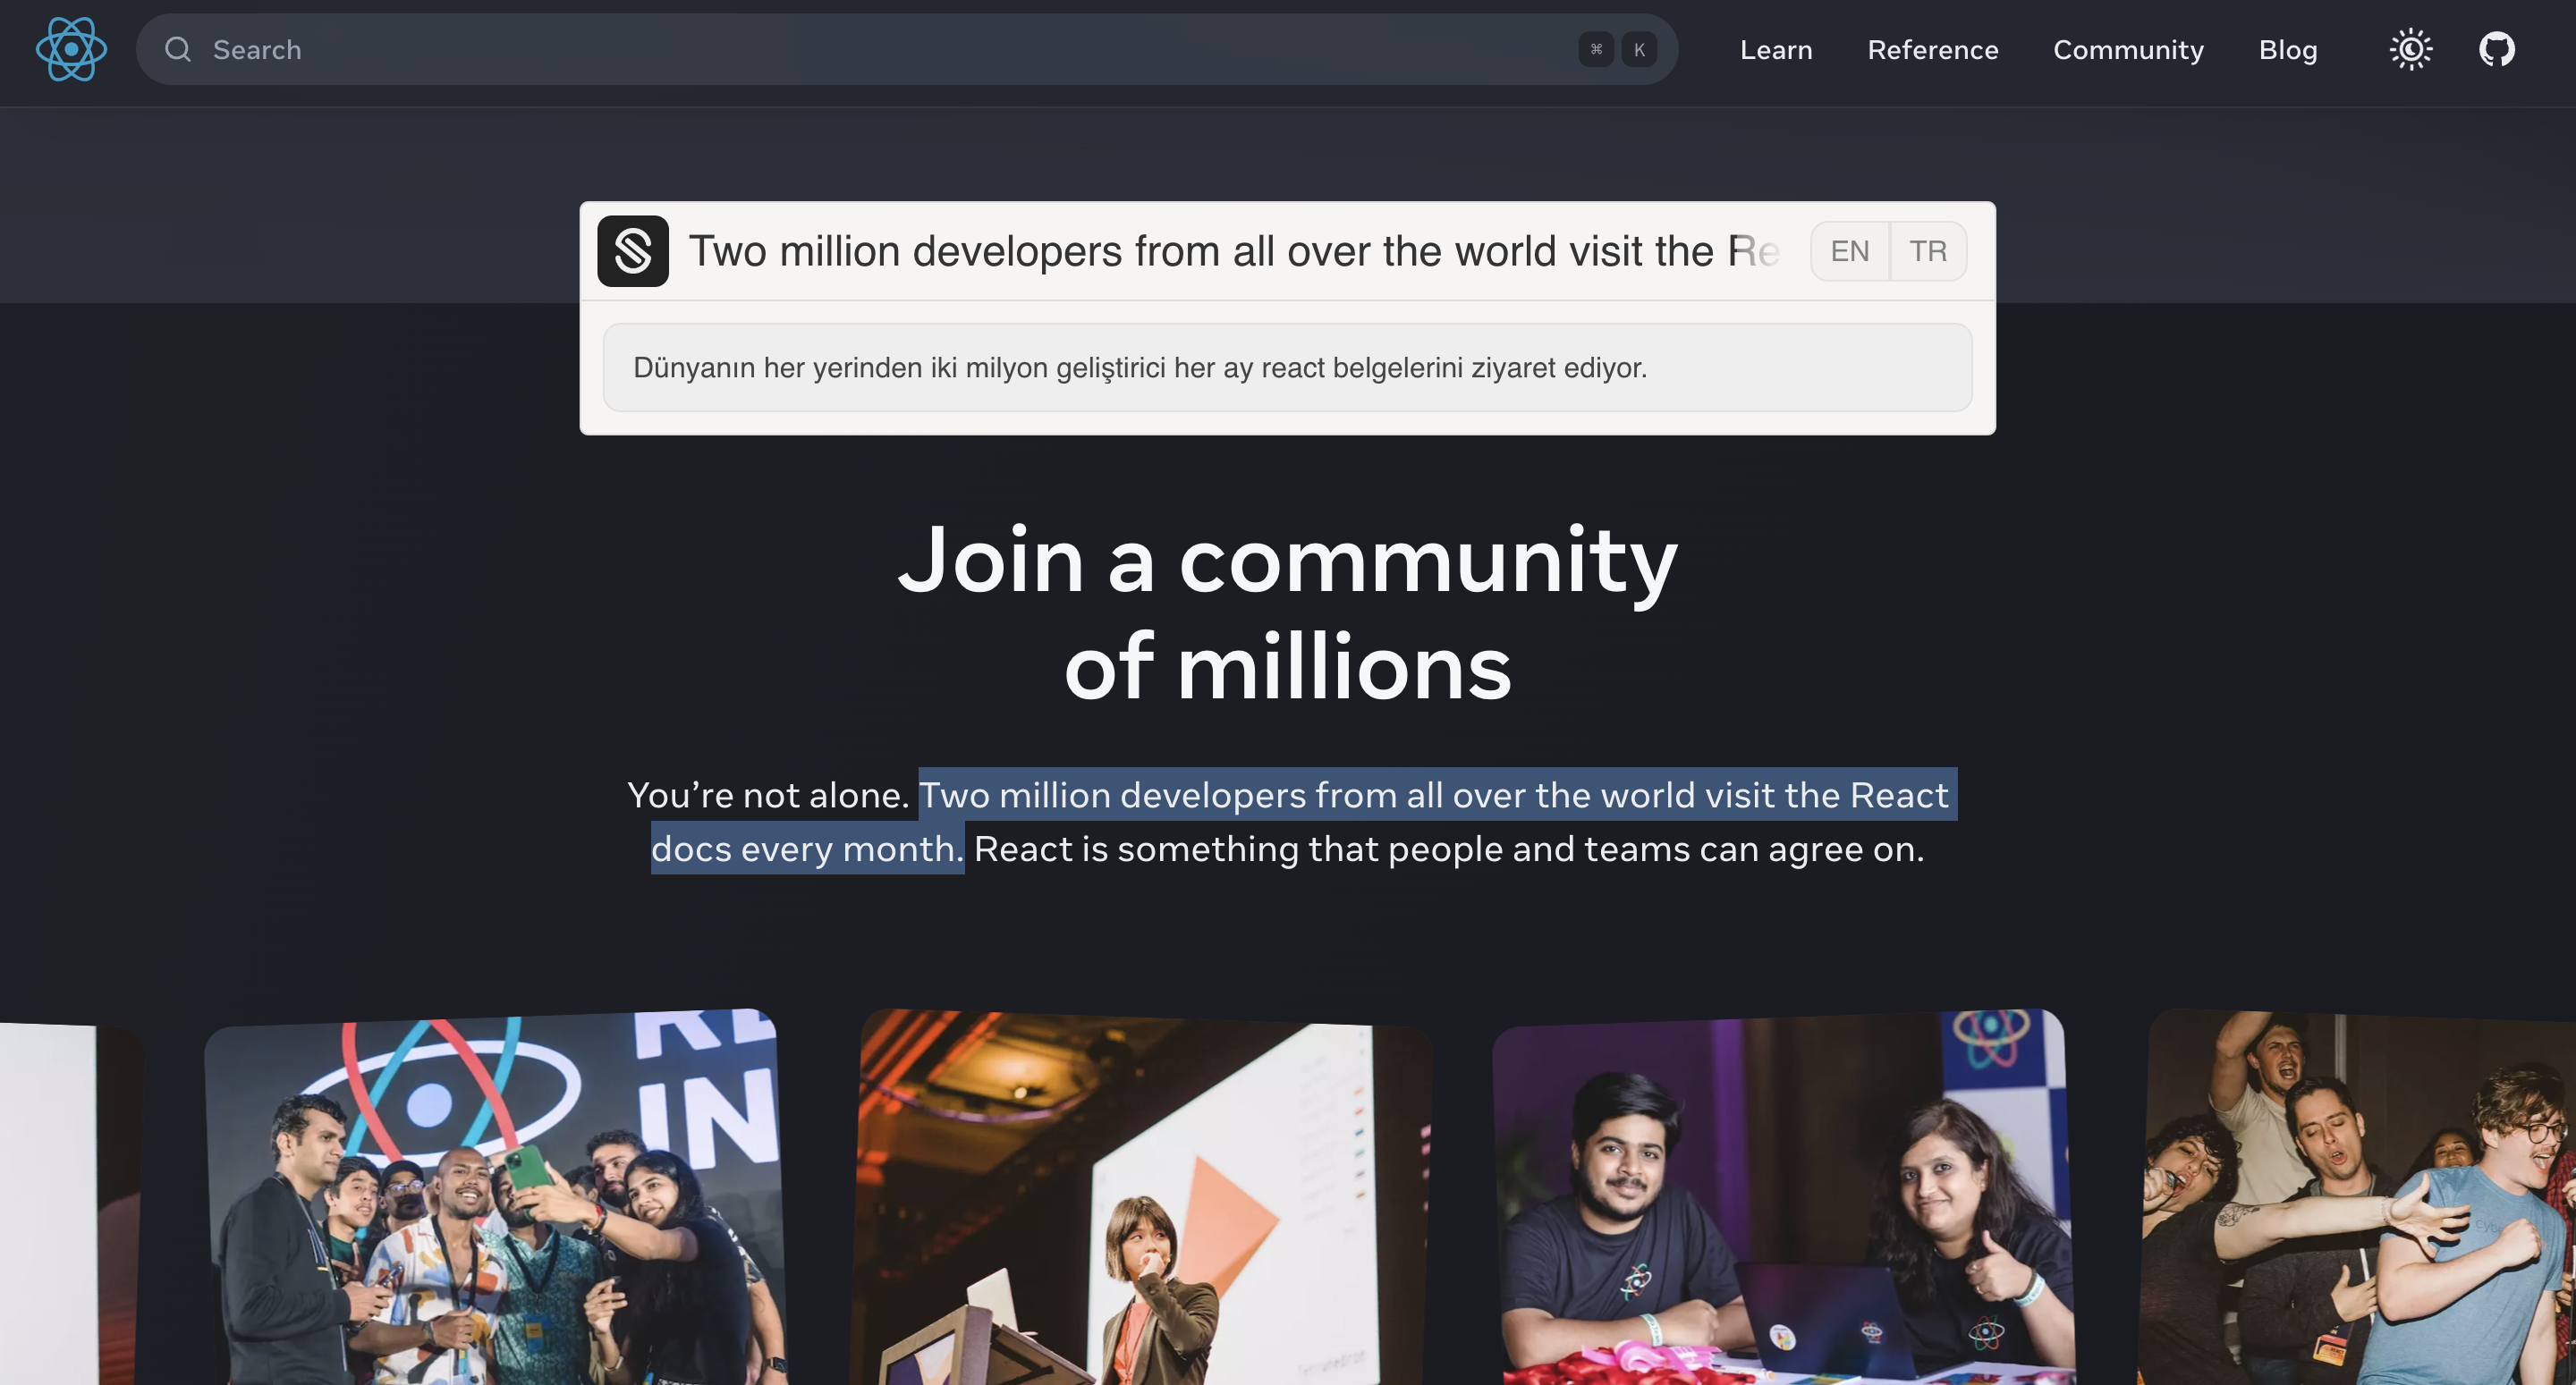 Search
⌘ K
Learn
Reference
Community
Blog
Two million developers from all over the world visit the Re
EN
TR
Dünyanın her yerinden iki milyon geliştirici her ay react belgelerini ziyaret ediyor.
Join a community
of millions
You’re not alone. Two million developers from all over the world visit the React
docs every month. React is something that people and teams can agree on.
IN